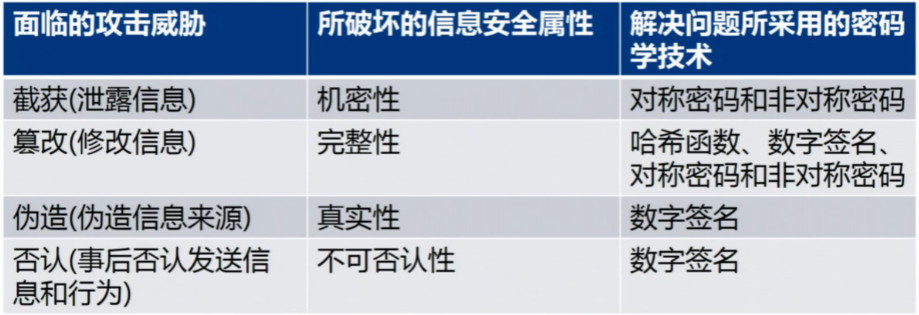 面临的攻击威胁
所破坏的信息安全属性
解决问题所采用的密码
学技术
截获(泄露信息)
机密性
对称密码和非对称密码
篡改(修改信息)
完整性
哈希函数、数字签名、
对称密码和非对称密码
伪造(伪造信息来源)
真实性
数字签名
否认(事后否认发送信
息和行为)
不可否认性
数字签名